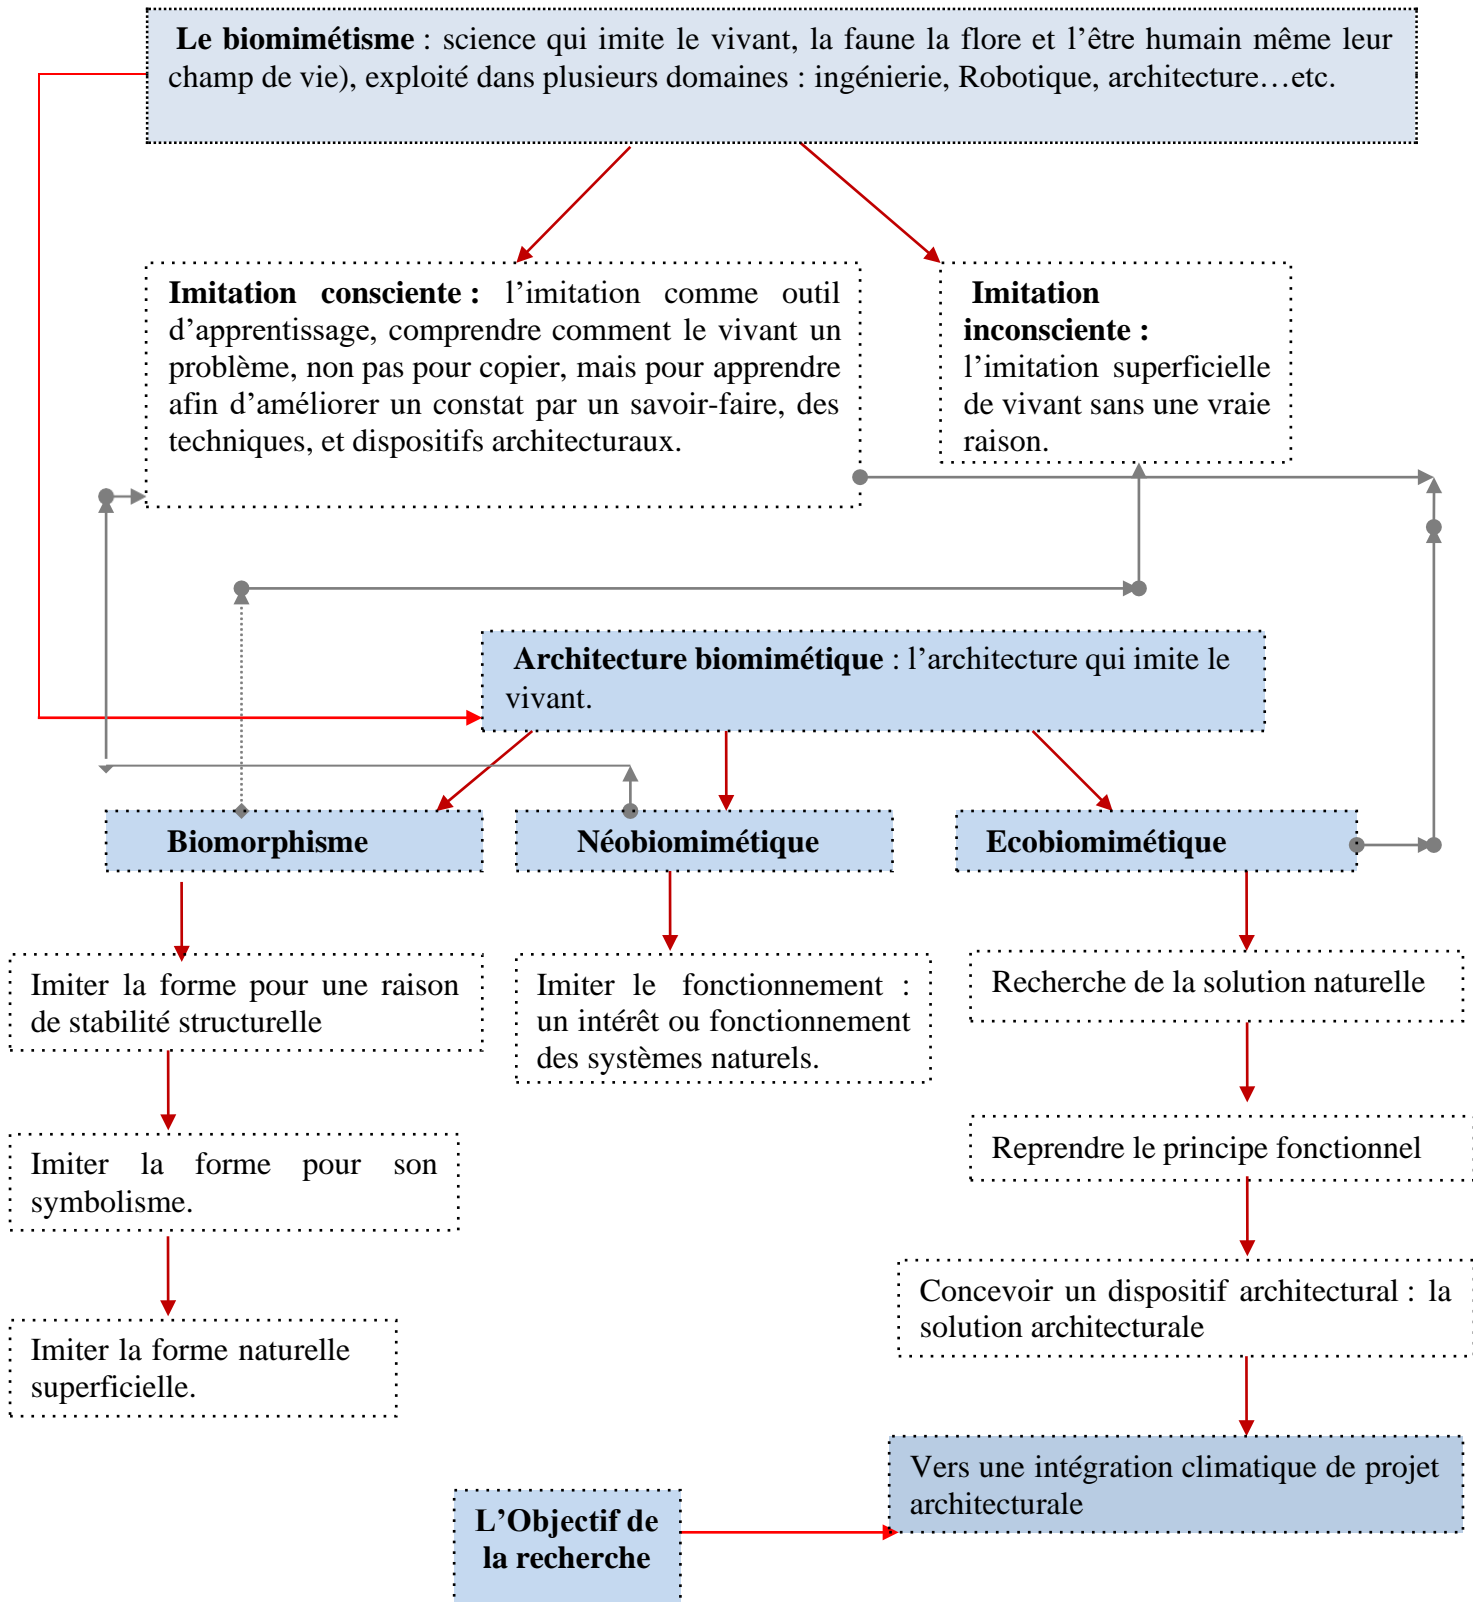 Le biomimétisme : science qui imite le vivant, la faune la flore et l’être humain même leur
champ de vie), exploité dans plusieurs domaines : ingénierie, Robotique, architecture…etc.
Imitation consciente : l’imitation comme outil
d’apprentissage, comprendre comment le vivant un
problème, non pas pour copier, mais pour apprendre
afin d’améliorer un constat par un savoir-faire, des
techniques, et dispositifs architecturaux.
Imitation
inconsciente :
l’imitation superficielle
de vivant sans une vraie
raison.
Architecture biomimétique : l’architecture qui imite le
vivant.
Biomorphisme
Néobiomimétique
Ecobiomimétique
Imiter la forme pour une raison
de stabilité structurelle
Imiter le fonctionnement :
un intérêt ou fonctionnement
des systèmes naturels.
Recherche de la solution naturelle
Imiter la forme pour son
symbolisme.
Reprendre le principe fonctionnel
Concevoir un dispositif architectural : la
solution architecturale
Imiter la forme naturelle
superficielle.
Vers une intégration climatique de projet
architecturale
L’Objectif de
la recherche